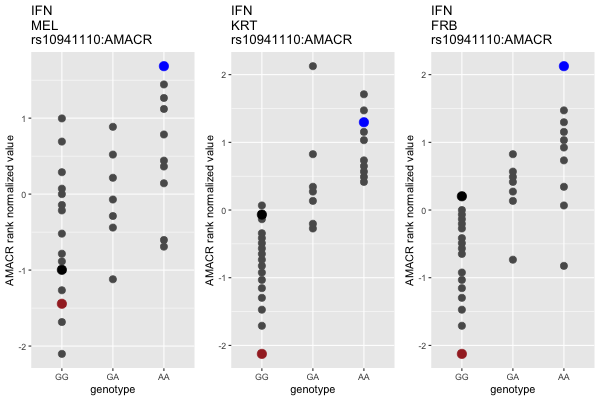 IFN
MEL
rs10941110:AMACR
AMACR rank normalized value
1
0
-1
-2
GG GA AA
genotype
IFN
KRT
rs10941110:AMACR
AMACR rank normalized value
2
1
0
-1
-2
GG GA AA
genotype
IFN
FRB
rs10941110:AMACR
AMACR rank normalized value
2
1
0
-1
-2
GG GA AA
genotype